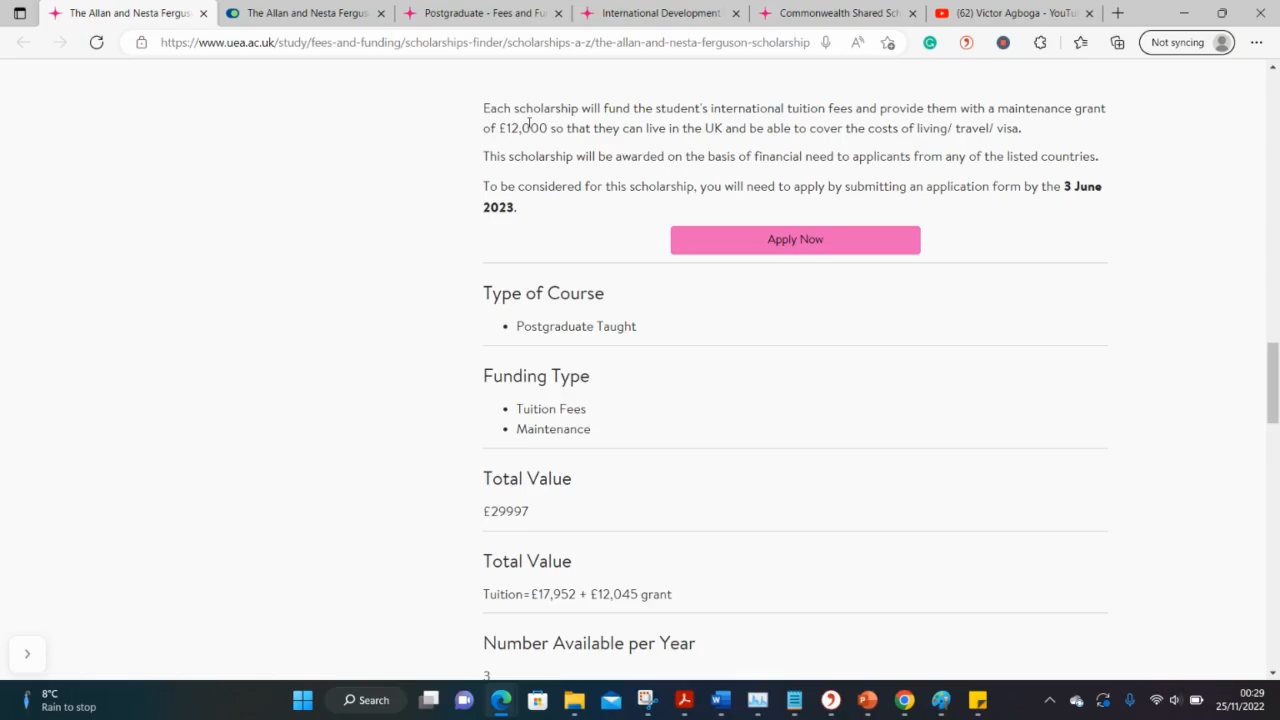 The Allan and Nesta Fergus
The Allan and Nesta Fergus
Postgraduate - Fees and Fu
International Development
Commonwealth Shared Sch
(62) Victor Agboga - YouTu
https://www.uea.ac.uk/study/fees-and-funding/scholarships-finder/scholarships-a-z/the-allan-and-nesta-ferguson-scholarship
Not syncing
Each scholarship will fund the student's international tuition fees and provide them with a maintenance grant
of £12,000 so that they can live in the UK and be able to cover the costs of living/ travel/ visa.
This scholarship will be awarded on the basis of financial need to applicants from any of the listed countries.
To be considered for this scholarship, you will need to apply by submitting an application form by the 3 June
2023.
Apply Now
Type of Course
• Postgraduate Taught
Funding Type
• Tuition Fees
• Maintenance
Total Value
£29997
Total Value
Tuition=£17,952 + £12,045 grant
Number Available per Year
3
8°C
Rain to stop
Search
00:29
25/11/2022